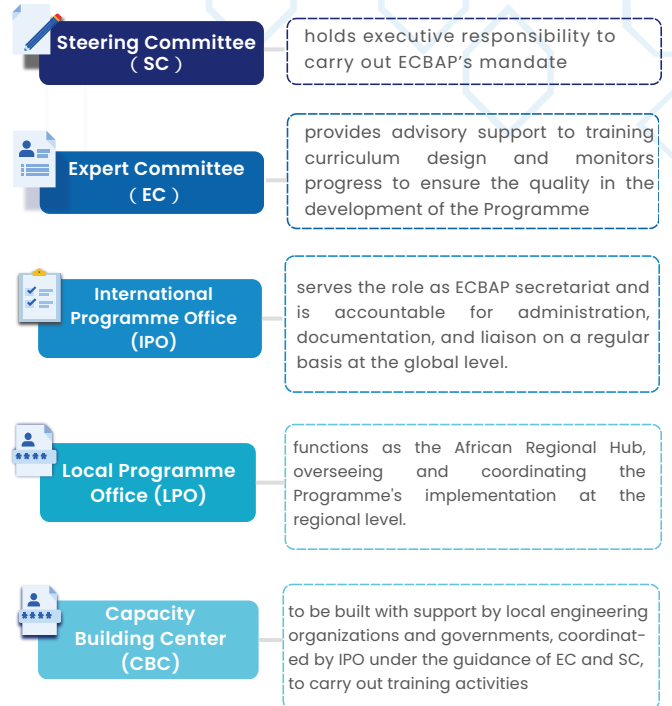 Steering Committee
（SC）
holds executive responsibility to
carry out ECBAP’s mandate
Expert Committee
（EC）
provides advisory support to training
curriculum design and monitors
progress to ensure the quality in the
development of the Programme
International
Programme Office
(IPO)
serves the role as ECBAP secretariat and
is accountable for administration,
documentation, and liaison on a regular
basis at the global level.
****
Local Programme
Office (LPO)
functions as the African Regional Hub,
overseeing and coordinating the
Programme's implementation at the
regional level.
****
Capacity
Building Center
(CBC)
to be built with support by local engineering
organizations and governments, coordinat-
ed by IPO under the guidance of EC and SC,
to carry out training activities